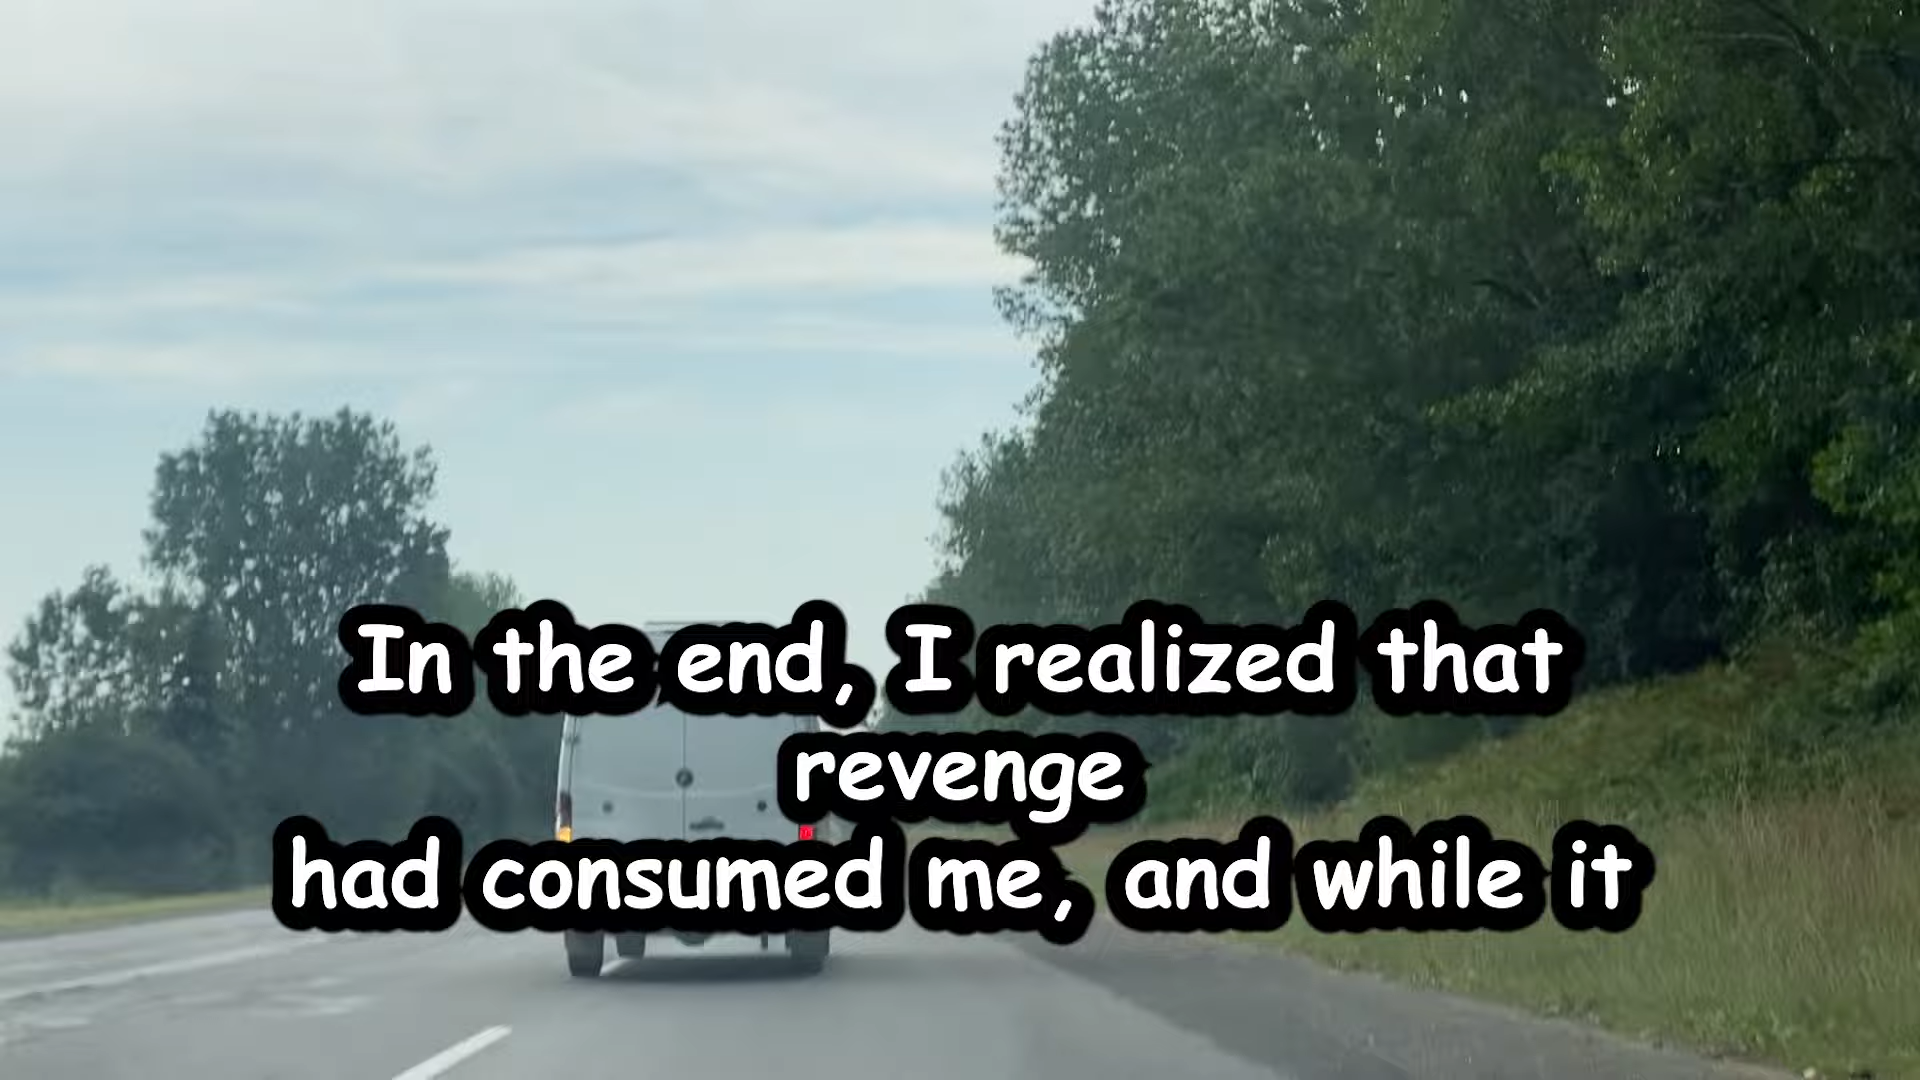 In the end, I realized that
revenge
had consumed me, and while it